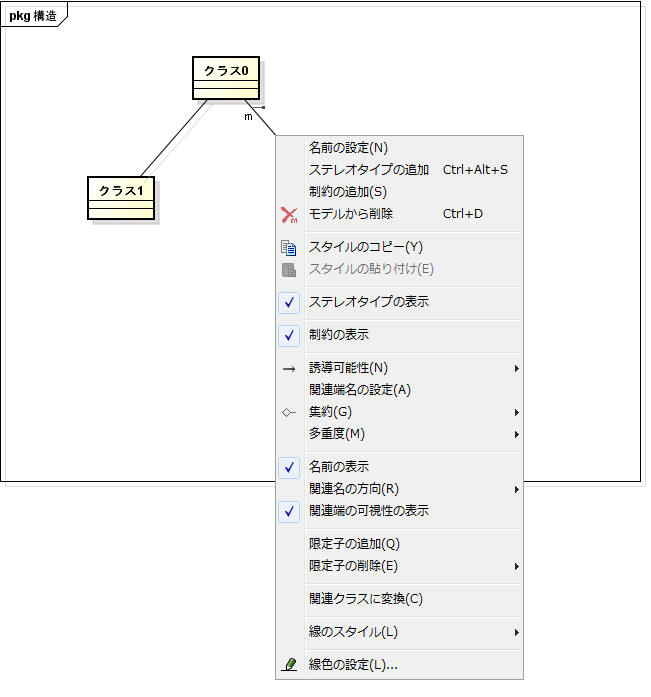 pkg 構造
クラス0
m
クラス1
名前の設定(N)
ステレオタイプの追加 Ctrl+Alt+S
制約の追加(S)
モデルから削除 Ctrl+D
スタイルのコピー(Y)
スタイルの貼り付け(E)
ステレオタイプの表示
制約の表示
誘導可能性(N)
関連端名の設定(A)
集約(G)
多重度(M)
名前の表示
関連名の方向(R)
関連端の可視性の表示
限定子の追加(Q)
限定子の削除(E)
関連クラスに変換(C)
線のスタイル(L)
線色の設定(L)...